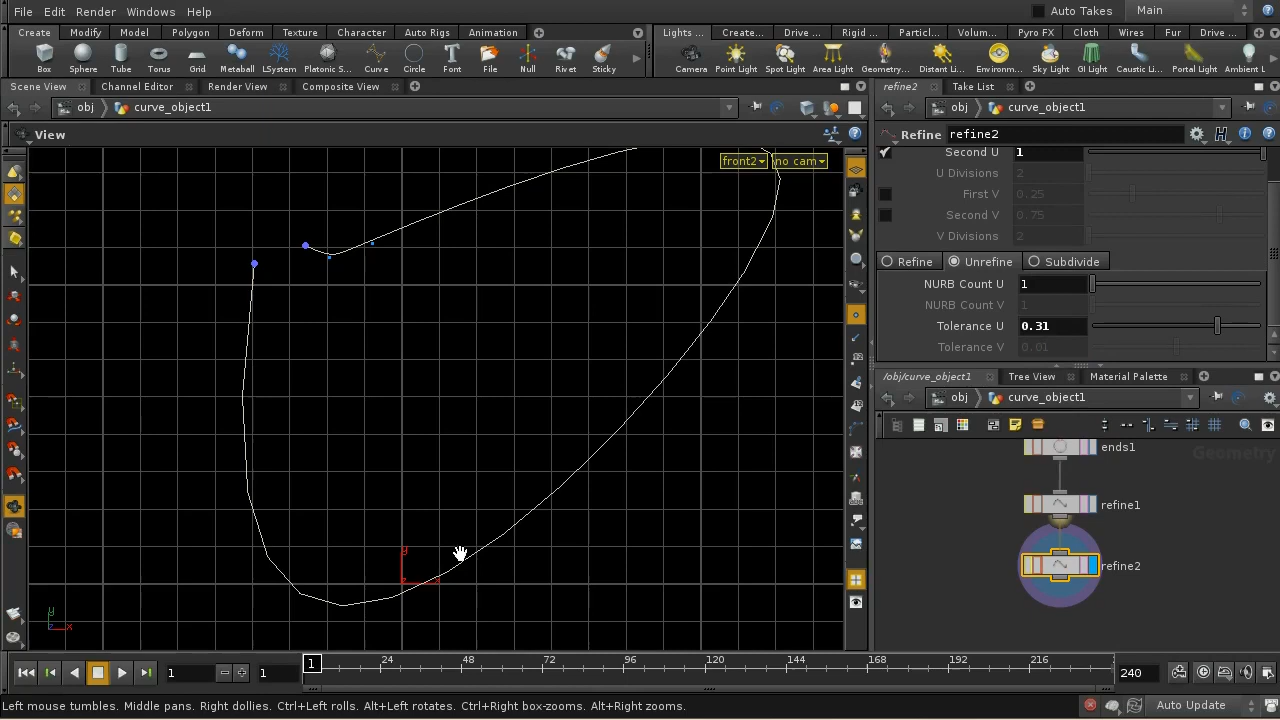 File Edit Render Windows Help
Auto Takes Main
Create Modify Model Polygon Deform Texture Character Auto Rigs Animation
Lights ... Create... Drive ... Rigid ... Particl... Volum... Pyro FX Cloth Wires Fur Drive ...
Box Sphere Tube Torus Grid Metaball LSystem Platonic S... Curve Circle Font File Null Rivet Sticky
Camera Point Light Spot Light Area Light Geometry... Distant Li... Environm... Sky Light GI Light Caustic Li... Portal Light Ambient L
Scene View Channel Editor Render View Composite View
refine2 Take List
obj curve_object1
obj curve_object1
View
Refine refine2
front2 no cam
Second U 1
U Divisions 2
First V 0.25
Second V 0.75
V Divisions 2
Refine Unrefine Subdivide
NURB Count U 1
NURB Count V 1
Tolerance U 0.31
Tolerance V 0.01
/obj/curve_object1 Tree View Material Palette
obj curve_object1
Geometry
ends1
refine1
refine2
y
x
y
x
1 1 1 24 48 72 96 120 144 168 192 216 240
Left mouse tumbles. Middle pans. Right dollies. Ctrl+Left rolls. Alt+Left rotates. Ctrl+Right box-zooms. Alt+Right zooms.
Auto Update